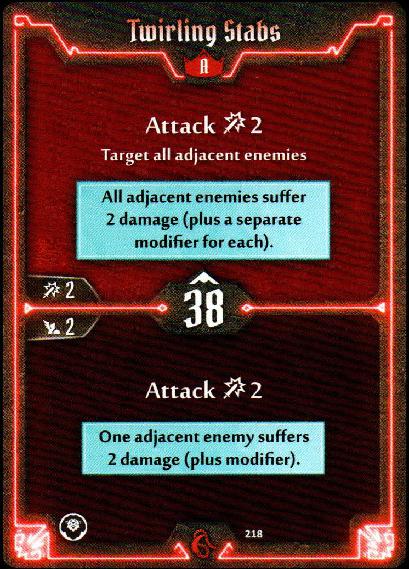 Twirling Stabs
A
Attack 2
Target all adjacent enemies
All adjacent enemies suffer
2 damage (plus a separate
modifier for each).
2
38
2
Attack 2
One adjacent enemy suffers
2 damage (plus modifier).
218